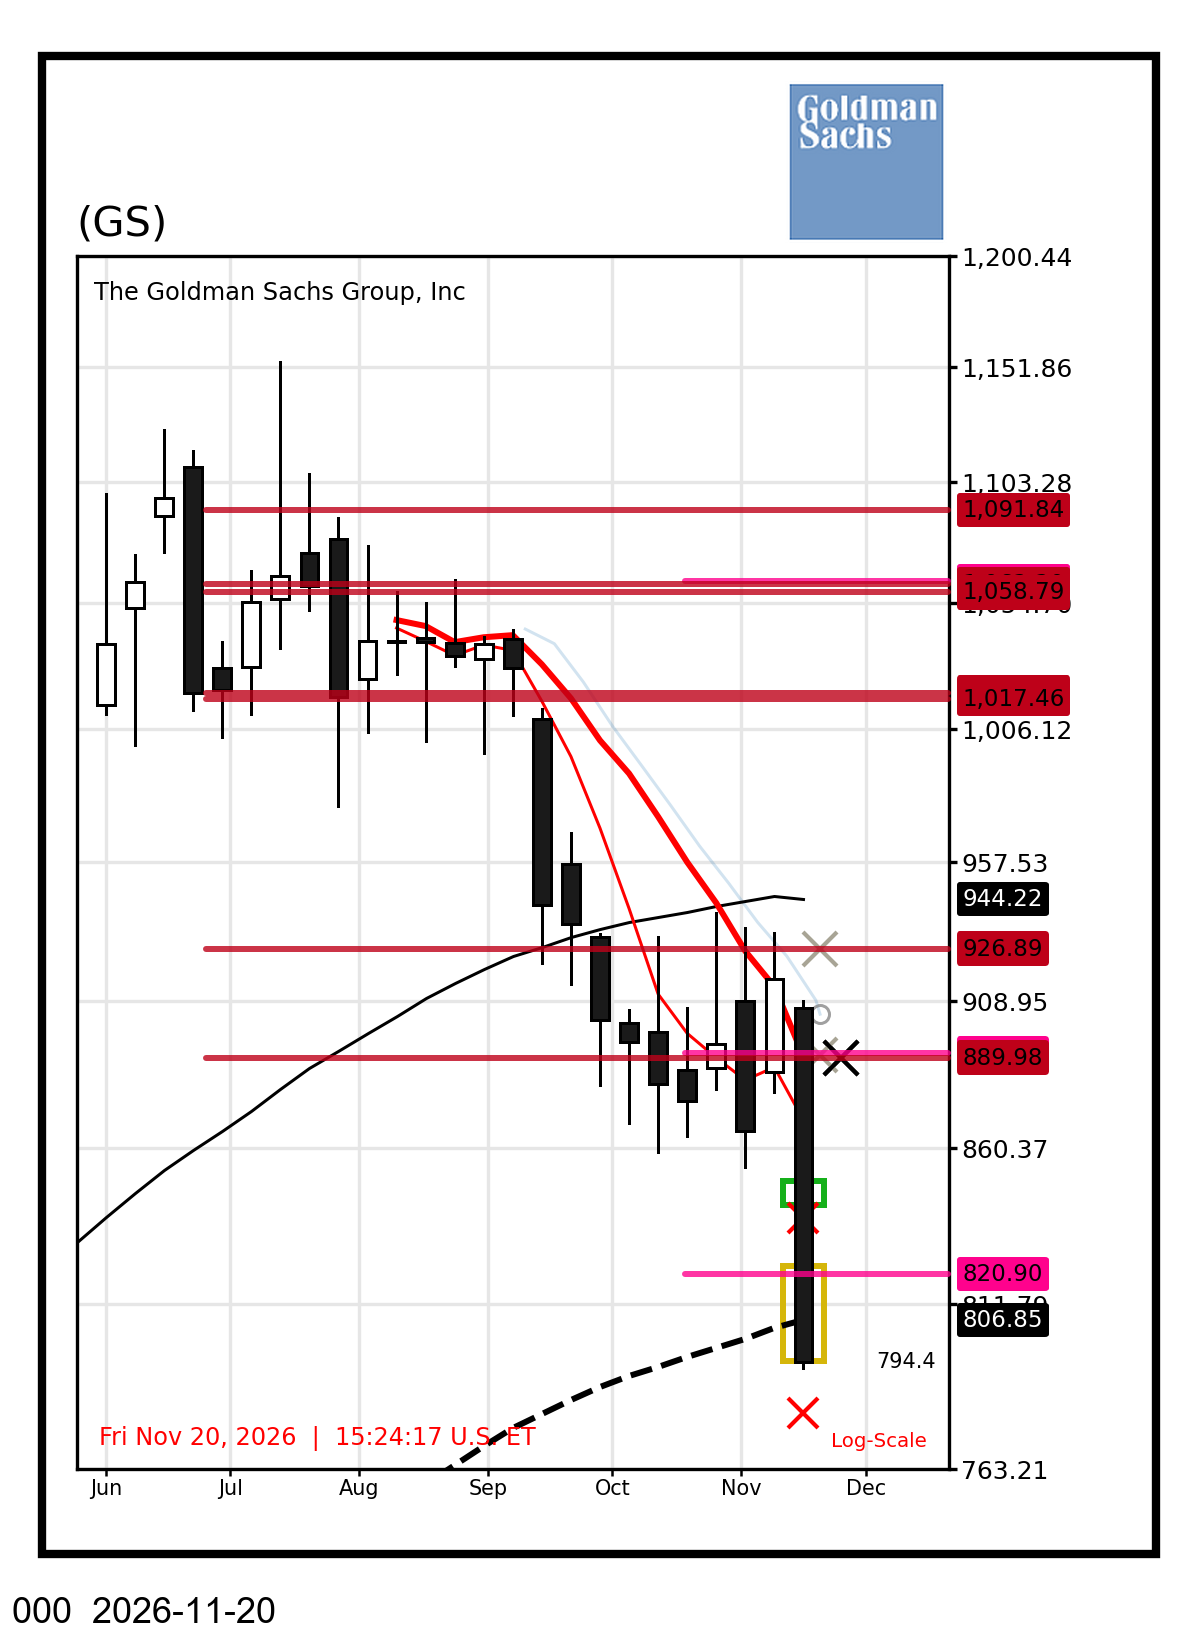 Goldman
Sachs
(GS)
The Goldman Sachs Group, Inc
1,200.44
1,151.86
1,103.28
1,091.84
1,058.79
1,017.46
1,006.12
957.53
944.22
926.89
908.95
889.98
860.37
820.90
811.79
806.85
794.4
Fri Nov 20, 2026 | 15:24:17 U.S. ET
Log-Scale
763.21
Jun Jul Aug Sep Oct Nov Dec
000 2026-11-20